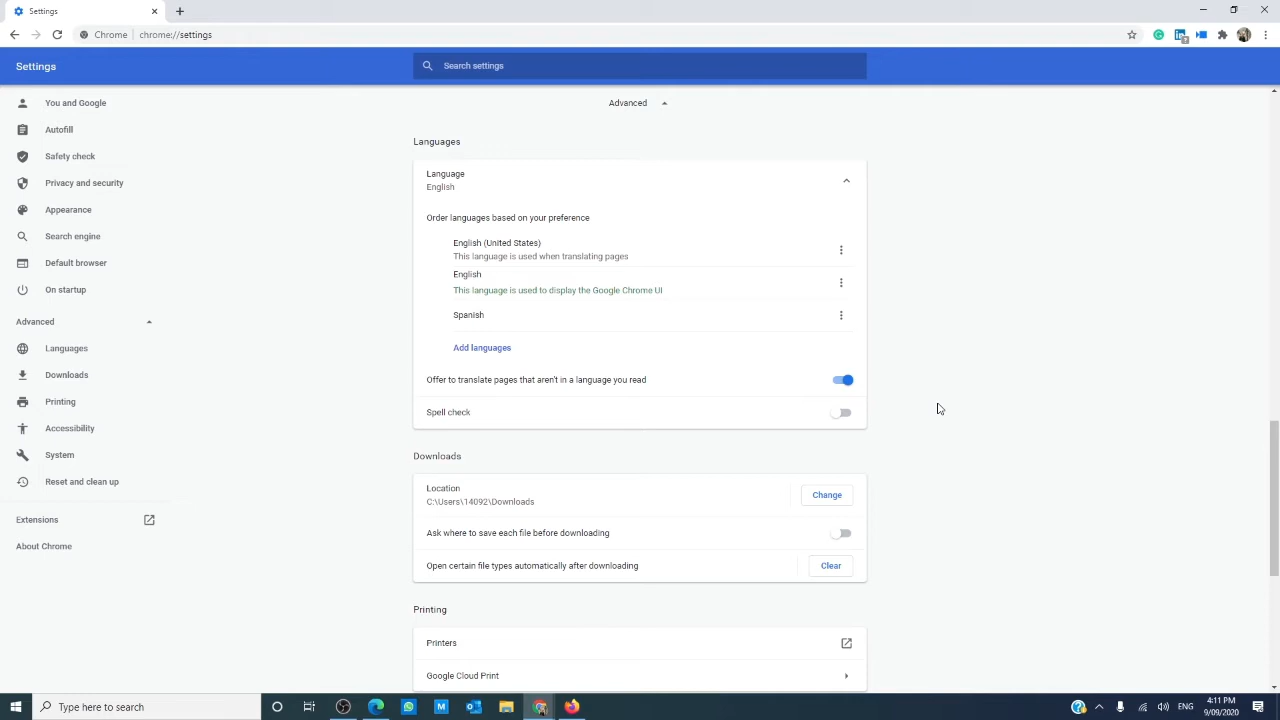 Settings
Chrome
chrome://settings
Settings
Search settings
You and Google
Autofill
Safety check
Privacy and security
Appearance
Search engine
Default browser
On startup
Advanced
Languages
Downloads
Printing
Accessibility
System
Reset and clean up
Extensions
About Chrome
Advanced
Languages
Language
English
Order languages based on your preference
English (United States)
This language is used when translating pages
English
This language is used to display the Google Chrome UI
Spanish
Add languages
Offer to translate pages that aren't in a language you read
Spell check
Downloads
Location
C:\Users\14092\Downloads
Change
Ask where to save each file before downloading
Open certain file types automatically after downloading
Clear
Printing
Printers
Google Cloud Print
Type here to search
ENG
4:11 PM
9/09/2020